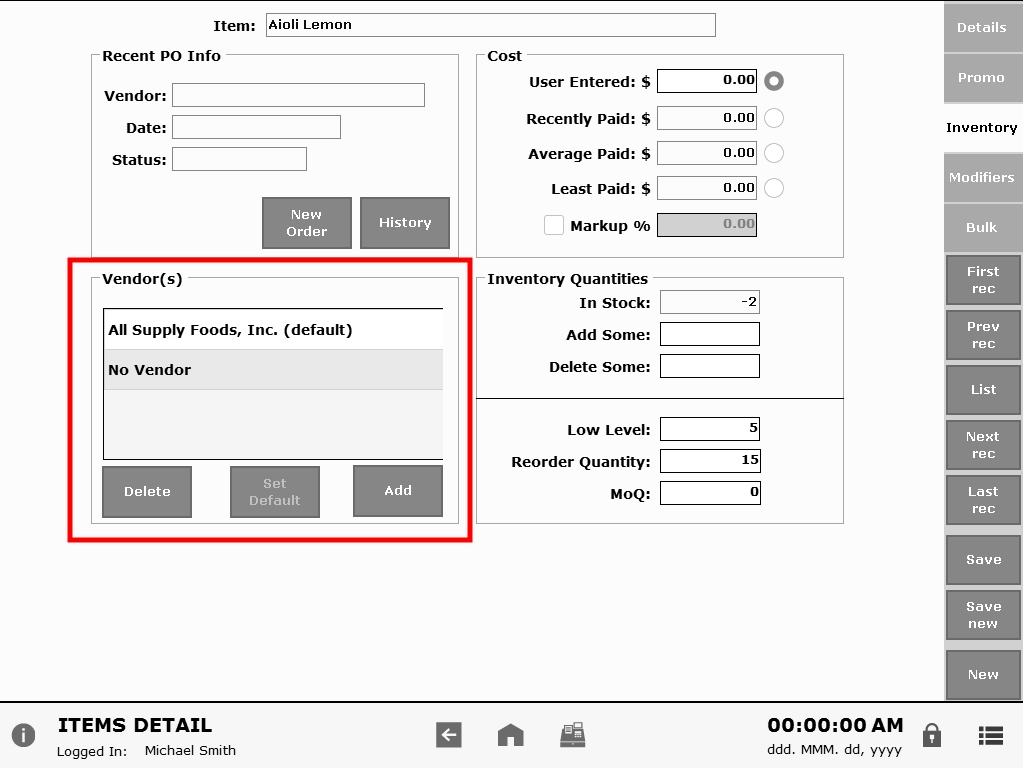 Item: Aioli Lemon
Recent PO Info
Vendor:
Date:
Status:
New Order
History
Cost
User Entered: $ 0.00
Recently Paid: $ 0.00
Average Paid: $ 0.00
Least Paid: $ 0.00
Markup % 0.00
Vendor(s)
All Supply Foods, Inc. (default)
No Vendor
Delete
Set Default
Add
Inventory Quantities
In Stock: -2
Add Some:
Delete Some:
Low Level: 5
Reorder Quantity: 15
MoQ: 0
Details
Promo
Inventory
Modifiers
Bulk
First rec
Prev rec
List
Next rec
Last rec
Save
Save new
New
ITEMS DETAIL
Logged In: Michael Smith
00:00:00 AM
ddd. MMM. dd, yyyy